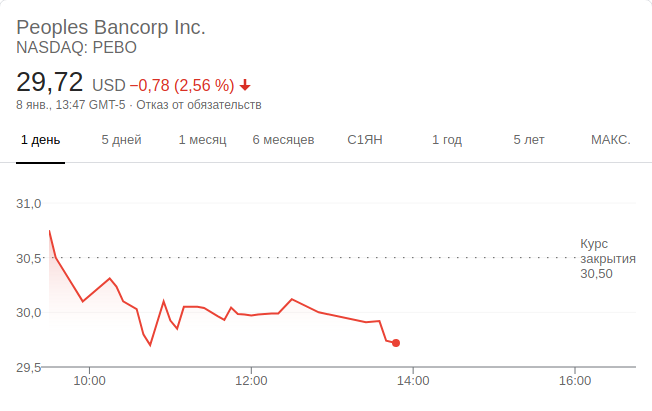 Peoples Bancorp Inc.
NASDAQ: PEBO
29,72 USD −0,78 (2,56 %)
8 янв., 13:47 GMT-5 · Отказ от обязательств
1 день 5 дней 1 месяц 6 месяцев С1ЯН 1 год 5 лет МАКС.
31,0
Курс
30,5 закрытия
30,50
30,0
29,5
10:00 12:00 14:00 16:00